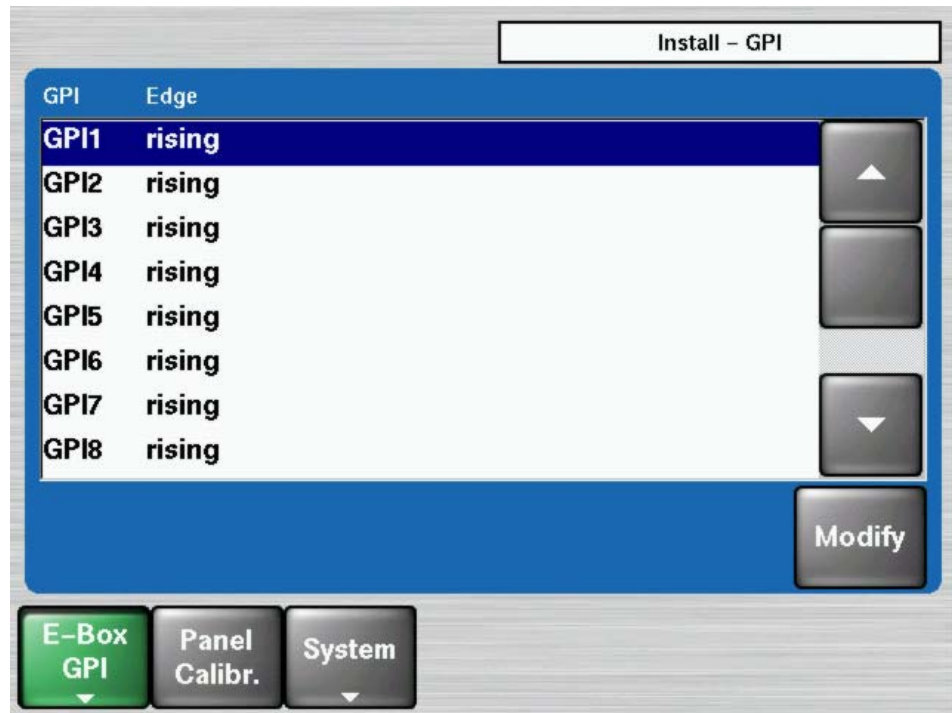 Install – GPI
GPI Edge
GPI1 rising
GPI2 rising
GPI3 rising
GPI4 rising
GPI5 rising
GPI6 rising
GPI7 rising
GPI8 rising
Modify
E–Box
GPI
Panel
Calibr.
System